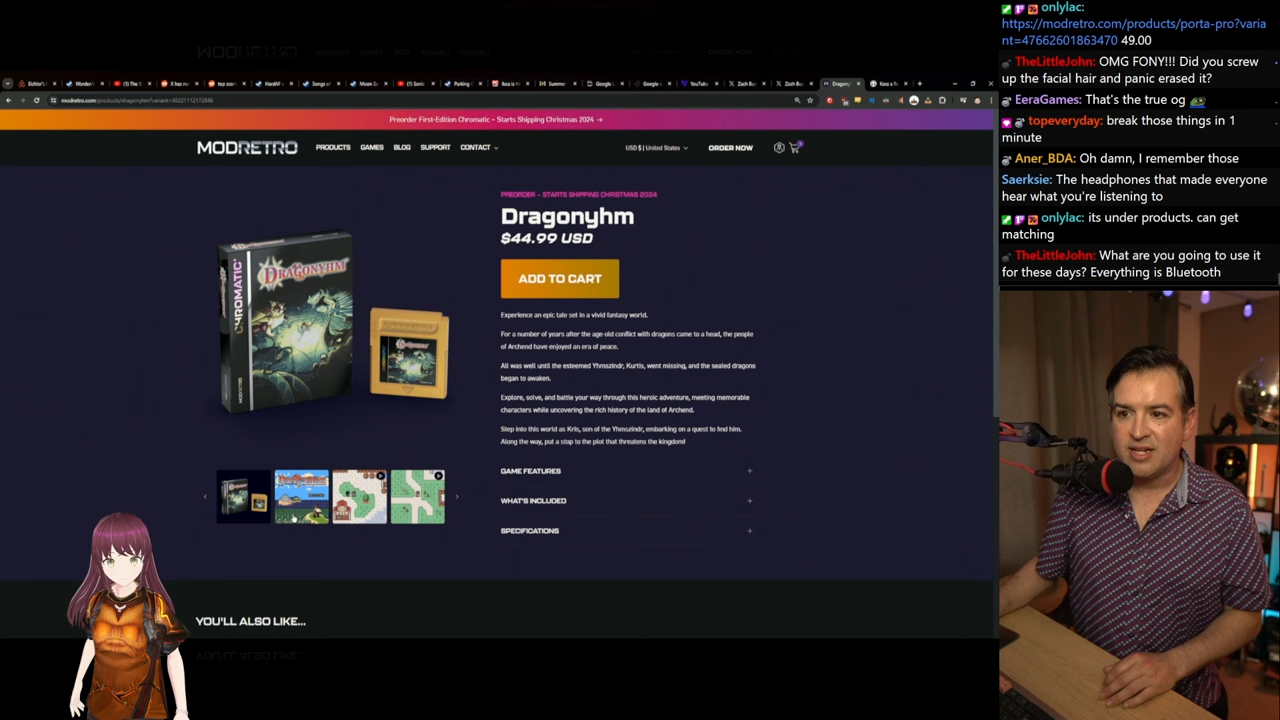 Preorder First-Edition Chromatic – Starts Shipping Christmas 2024 →
MODRETRO
PRODUCTS GAMES BLOG SUPPORT CONTACT
USD $ | United States
ORDER NOW
PREORDER – STARTS SHIPPING CHRISTMAS 2024
Dragonyhm
$44.99 USD
ADD TO CART
CHROMATIC
DRAGONYHM
MODRETRO
Experience an epic tale set in a vivid fantasy world.
For a number of years after the age-old conflict with dragons came to a head, the people
of Archend have enjoyed an era of peace.
All was well until the esteemed Yhmszindr, Kurtis, went missing, and the sealed dragons
began to awaken.
Explore, solve, and battle your way through this heroic adventure, meeting memorable
characters while uncovering the rich history of the land of Archend.
Step into this world as Kris, son of the Yhmszindr, embarking on a quest to find him.
Along the way, put a stop to the plot that threatens the kingdom!
GAME FEATURES
WHAT'S INCLUDED
SPECIFICATIONS
YOU'LL ALSO LIKE...
onlylac:
https://modretro.com/products/porta-pro?varia
nt=47662601863470 49.00
TheLittleJohn: OMG FONY!!! Did you screw
up the facial hair and panic erased it?
EeraGames: That's the true og
topeveryday: break those things in 1
minute
Aner_BDA: Oh damn, I remember those
Saerksie: The headphones that made everyone
hear what you're listening to
onlylac: its under products. can get
matching
TheLittleJohn: What are you going to use it
for these days? Everything is Bluetooth